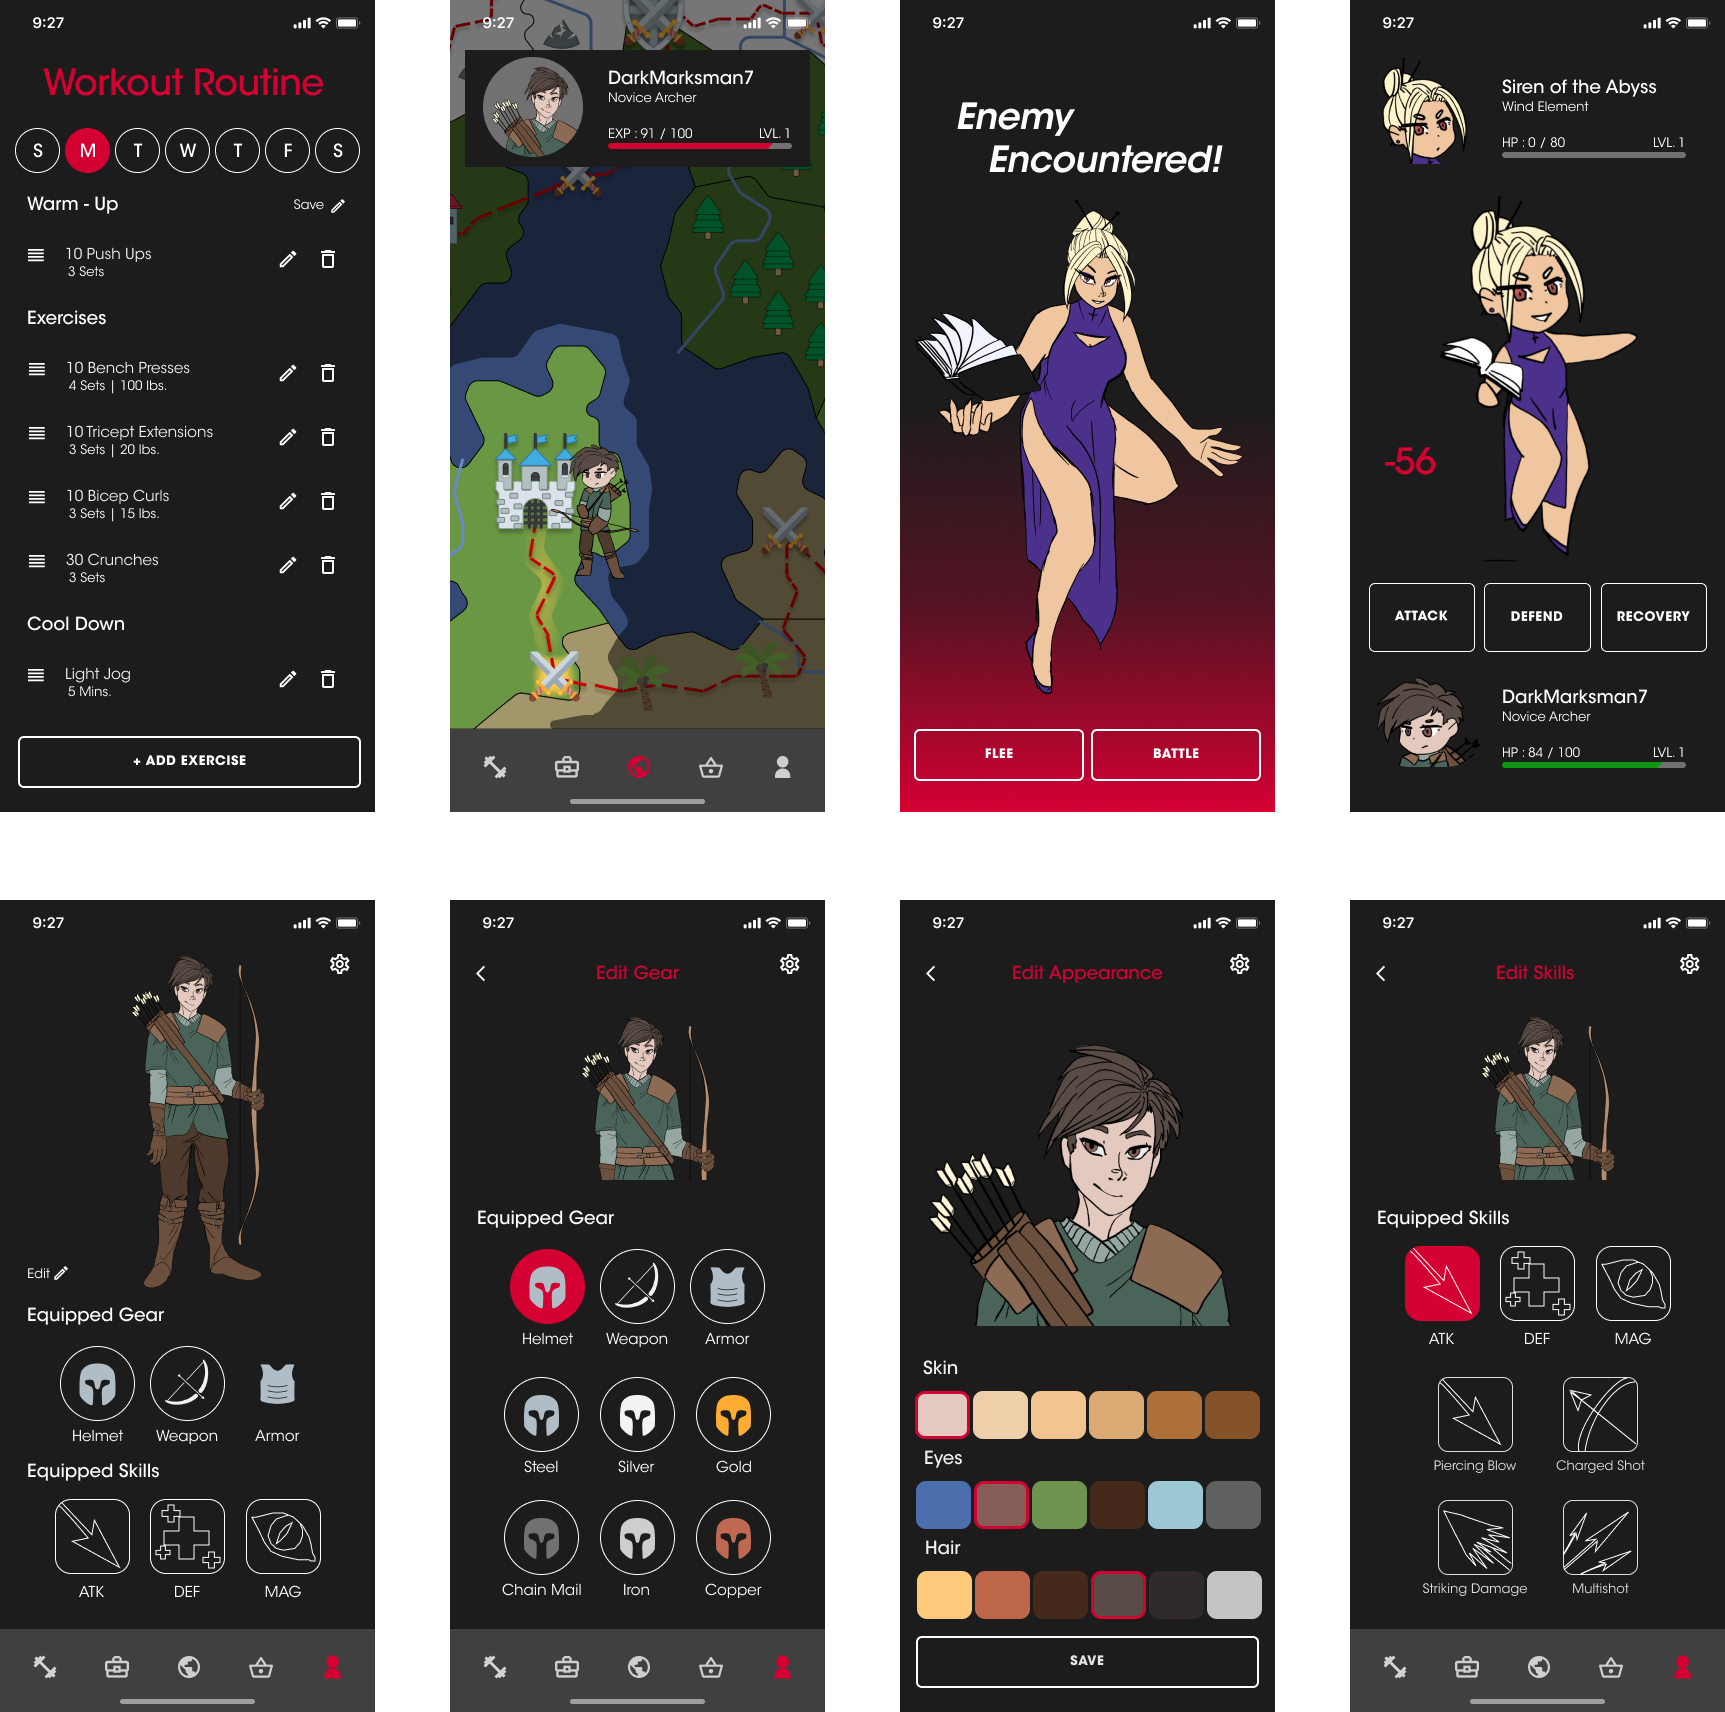 9:27
Workout Routine
S M T W T F S
Warm - Up
Save
10 Push Ups
3 Sets
Exercises
10 Bench Presses
4 Sets | 100 lbs.
10 Tricept Extensions
3 Sets | 20 lbs.
10 Bicep Curls
3 Sets | 15 lbs.
30 Crunches
3 Sets
Cool Down
Light Jog
5 Mins.
+ ADD EXERCISE
9:27
DarkMarksman7
Novice Archer
EXP : 91 / 100 LVL. 1
9:27
Enemy
Encountered!
FLEE BATTLE
9:27
Siren of the Abyss
Wind Element
HP : 0 / 80 LVL. 1
-56
ATTACK DEFEND RECOVERY
DarkMarksman7
Novice Archer
HP : 84 / 100 LVL. 1
9:27
Edit
Equipped Gear
Helmet Weapon Armor
Equipped Skills
ATK DEF MAG
9:27
Edit Gear
Equipped Gear
Helmet Weapon Armor
Steel Silver Gold
Chain Mail Iron Copper
9:27
Edit Appearance
Skin
Eyes
Hair
SAVE
9:27
Edit Skills
Equipped Skills
ATK DEF MAG
Piercing Blow Charged Shot
Striking Damage Multishot